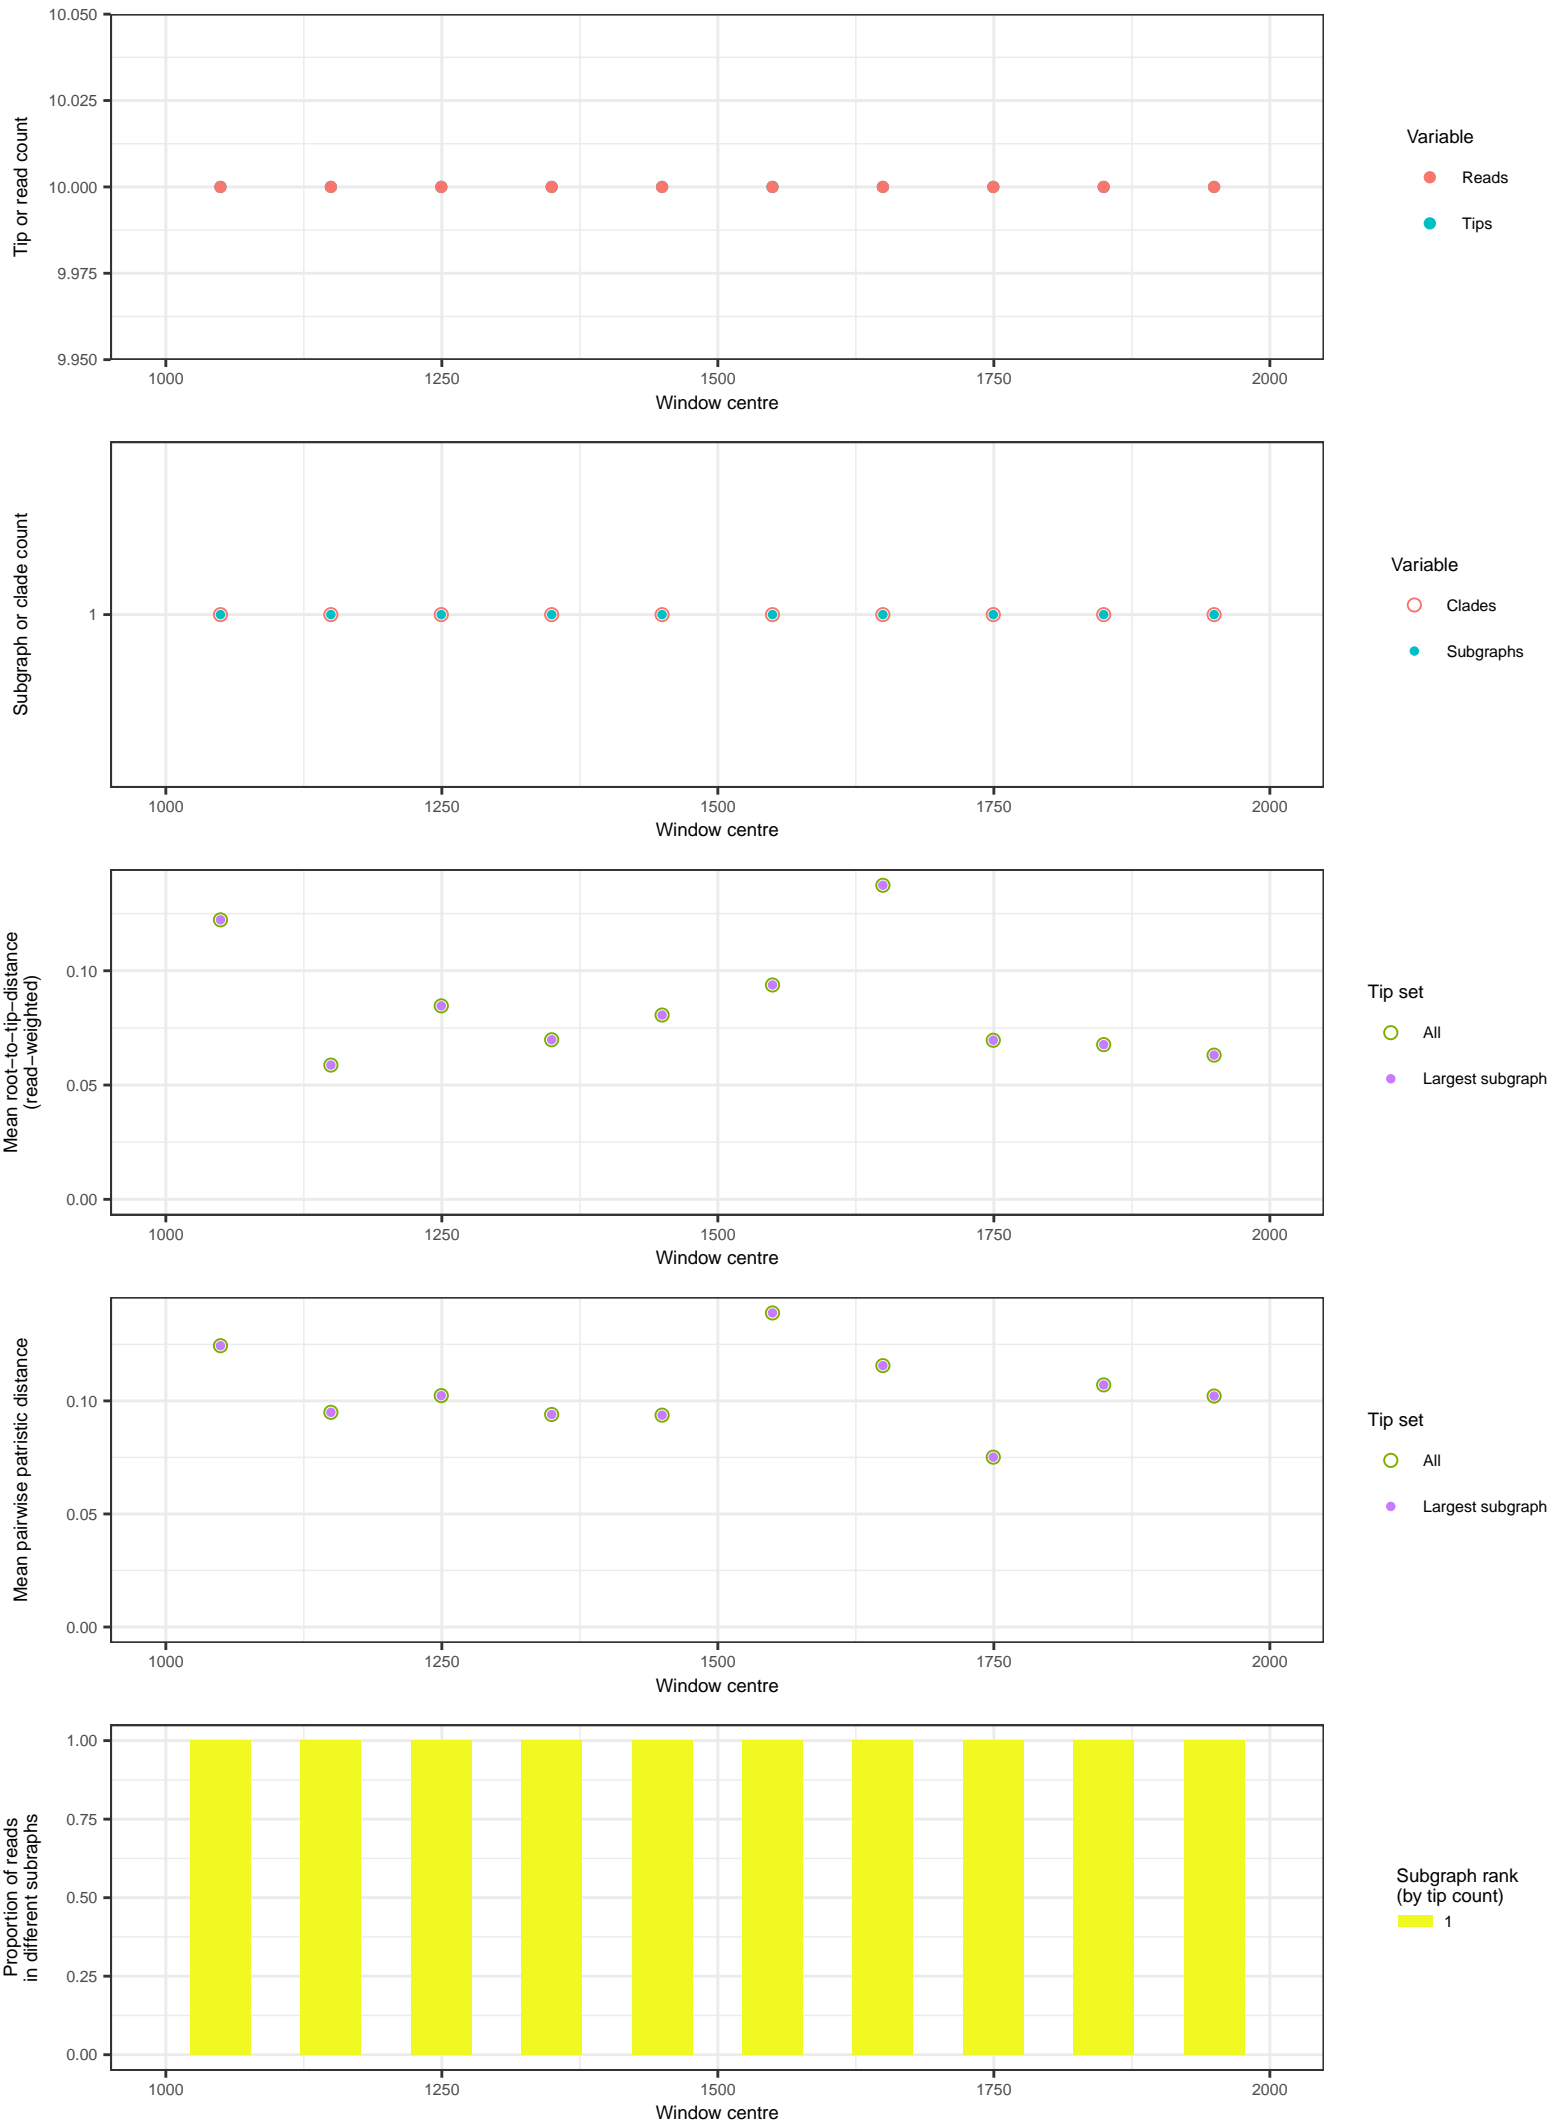 10.050
10.025
10.000
9.975
9.950
Tip or read count
1000 1250 1500 1750 2000
Window centre
Variable
Reads
Tips
1
Subgraph or clade count
1000 1250 1500 1750 2000
Window centre
Variable
Clades
Subgraphs
0.10
0.05
0.00
Mean root−to−tip−distance
(read−weighted)
1000 1250 1500 1750 2000
Window centre
Tip set
All
Largest subgraph
0.10
0.05
0.00
Mean pairwise patristic distance
1000 1250 1500 1750 2000
Window centre
Tip set
All
Largest subgraph
1.00
0.75
0.50
0.25
0.00
Proportion of reads
in different subraphs
1000 1250 1500 1750 2000
Window centre
Subgraph rank
(by tip count)
1